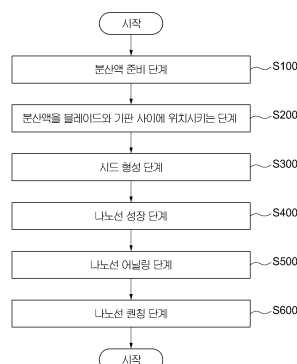 시작
분산액 준비 단계
S100
분산액을 블레이드와 기판 사이에 위치시키는 단계
S200
시드 형성 단계
S300
나노선 성장 단계
S400
나노선 어닐링 단계
S500
나노선 퀀칭 단계
S600
시작